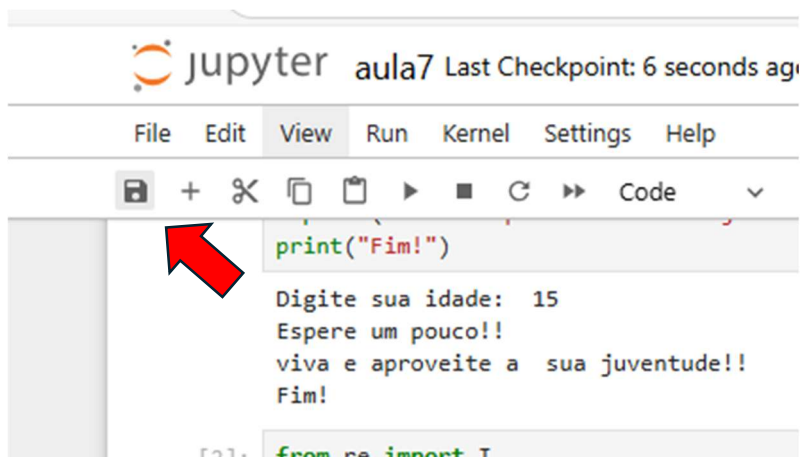 jupyter aula7 Last Checkpoint: 6 seconds ag
File Edit View Run Kernel Settings Help
Code
print("Fim!")
Digite sua idade:  15
Espere um pouco!!
viva e aproveite a  sua juventude!!
Fim!
from re import T